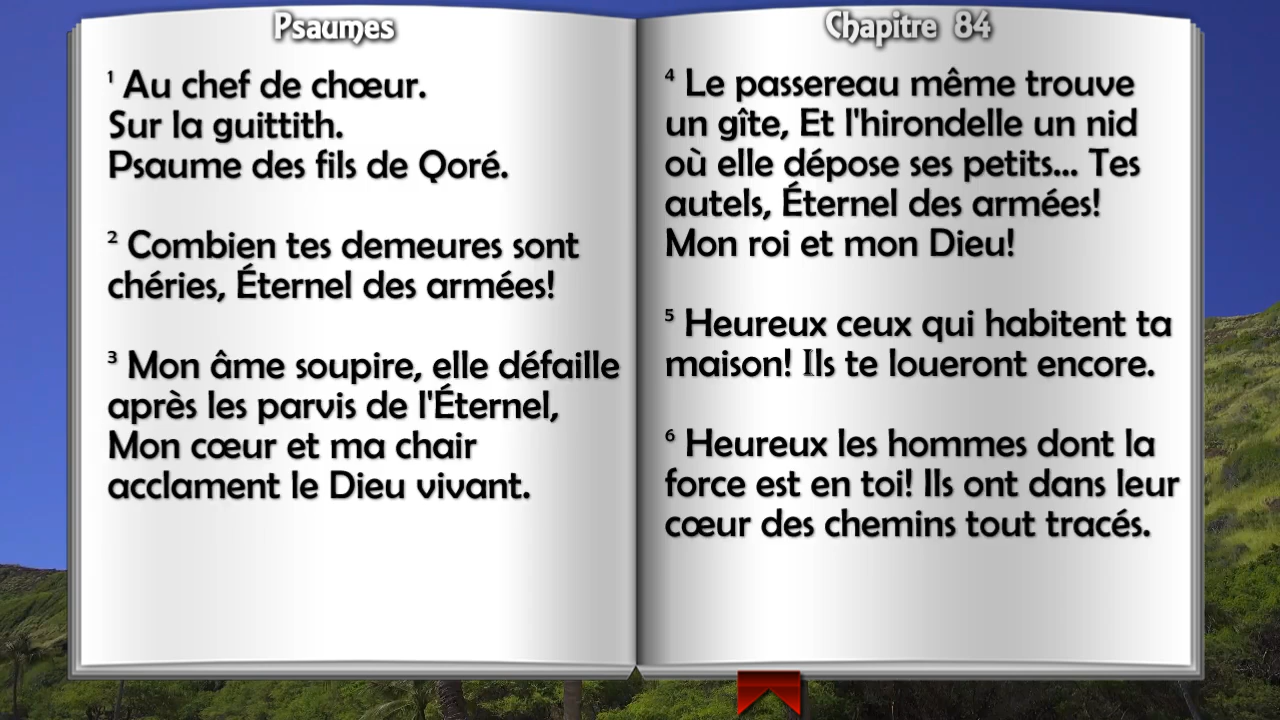 Psaumes
¹ Au chef de chœur.
Sur la guittith.
Psaume des fils de Qoré.
² Combien tes demeures sont
chéries, Éternel des armées!
³ Mon âme soupire, elle défaille
après les parvis de l'Éternel,
Mon cœur et ma chair
acclament le Dieu vivant.
Chapitre 84
⁴ Le passereau même trouve
un gîte, Et l'hirondelle un nid
où elle dépose ses petits... Tes
autels, Éternel des armées!
Mon roi et mon Dieu!
⁵ Heureux ceux qui habitent ta
maison! Ils te loueront encore.
⁶ Heureux les hommes dont la
force est en toi! Ils ont dans leur
cœur des chemins tout tracés.